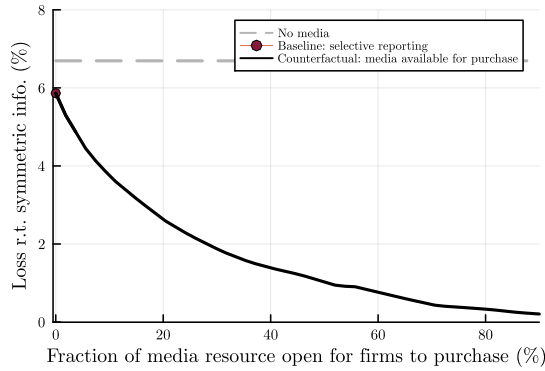 8
No media
Baseline: selective reporting
Counterfactual: media available for purchase
6
4
2
0
Loss r.t. symmetric info. (%)
0 20 40 60 80
Fraction of media resource open for firms to purchase (%)